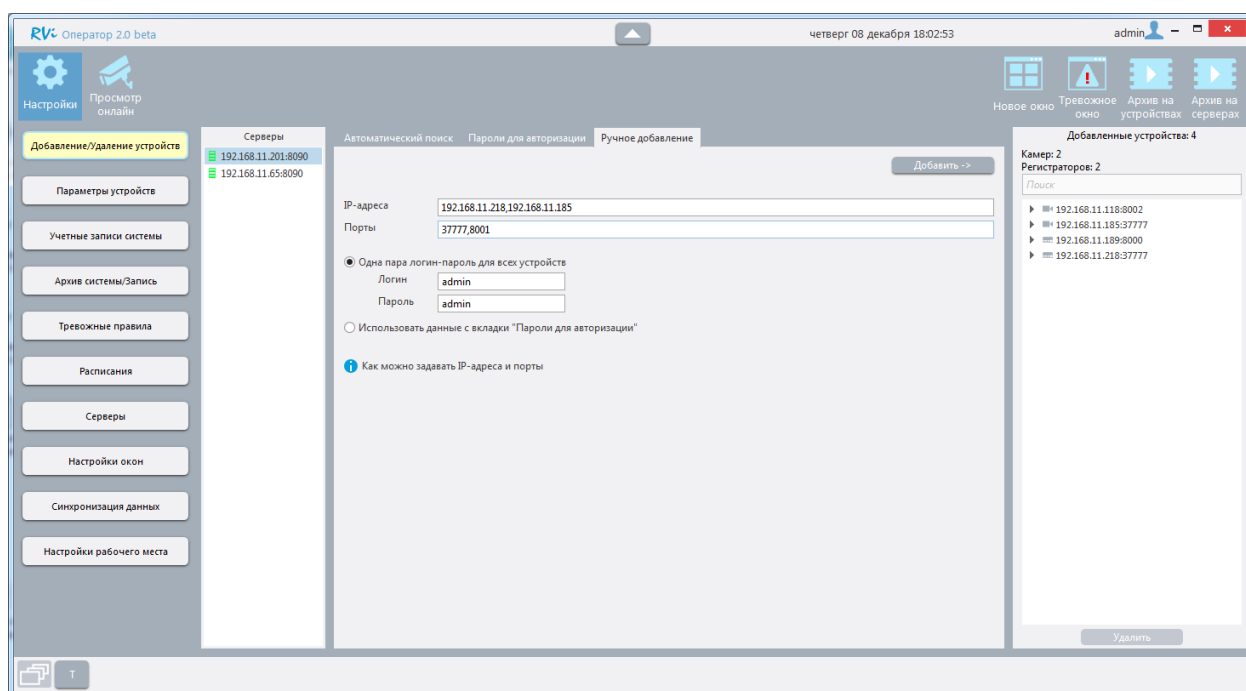 RVi Оператор 2.0 beta
четверг 08 декабря 18:02:53
admin
Настройки
Просмотр
онлайн
Новое окно
Тревожное
окно
Архив на
устройствах
Архив на
серверах
Добавление/Удаление устройств
Параметры устройств
Учетные записи системы
Архив системы/Запись
Тревожные правила
Расписания
Серверы
Настройки окон
Синхронизация данных
Настройки рабочего места
Серверы
192.168.11.201:8090
192.168.11.65:8090
Автоматический поиск
Пароли для авторизации
Ручное добавление
Добавить ->
IP-адреса
192.168.11.218,192.168.11.185
Порты
37777,8001
Одна пара логин-пароль для всех устройств
Логин
admin
Пароль
admin
Использовать данные с вкладки "Пароли для авторизации"
Как можно задавать IP-адреса и порты
Добавленные устройства: 4
Камер: 2
Регистраторов: 2
Поиск
192.168.11.118:8002
192.168.11.185:37777
192.168.11.189:8000
192.168.11.218:37777
Удалить
T